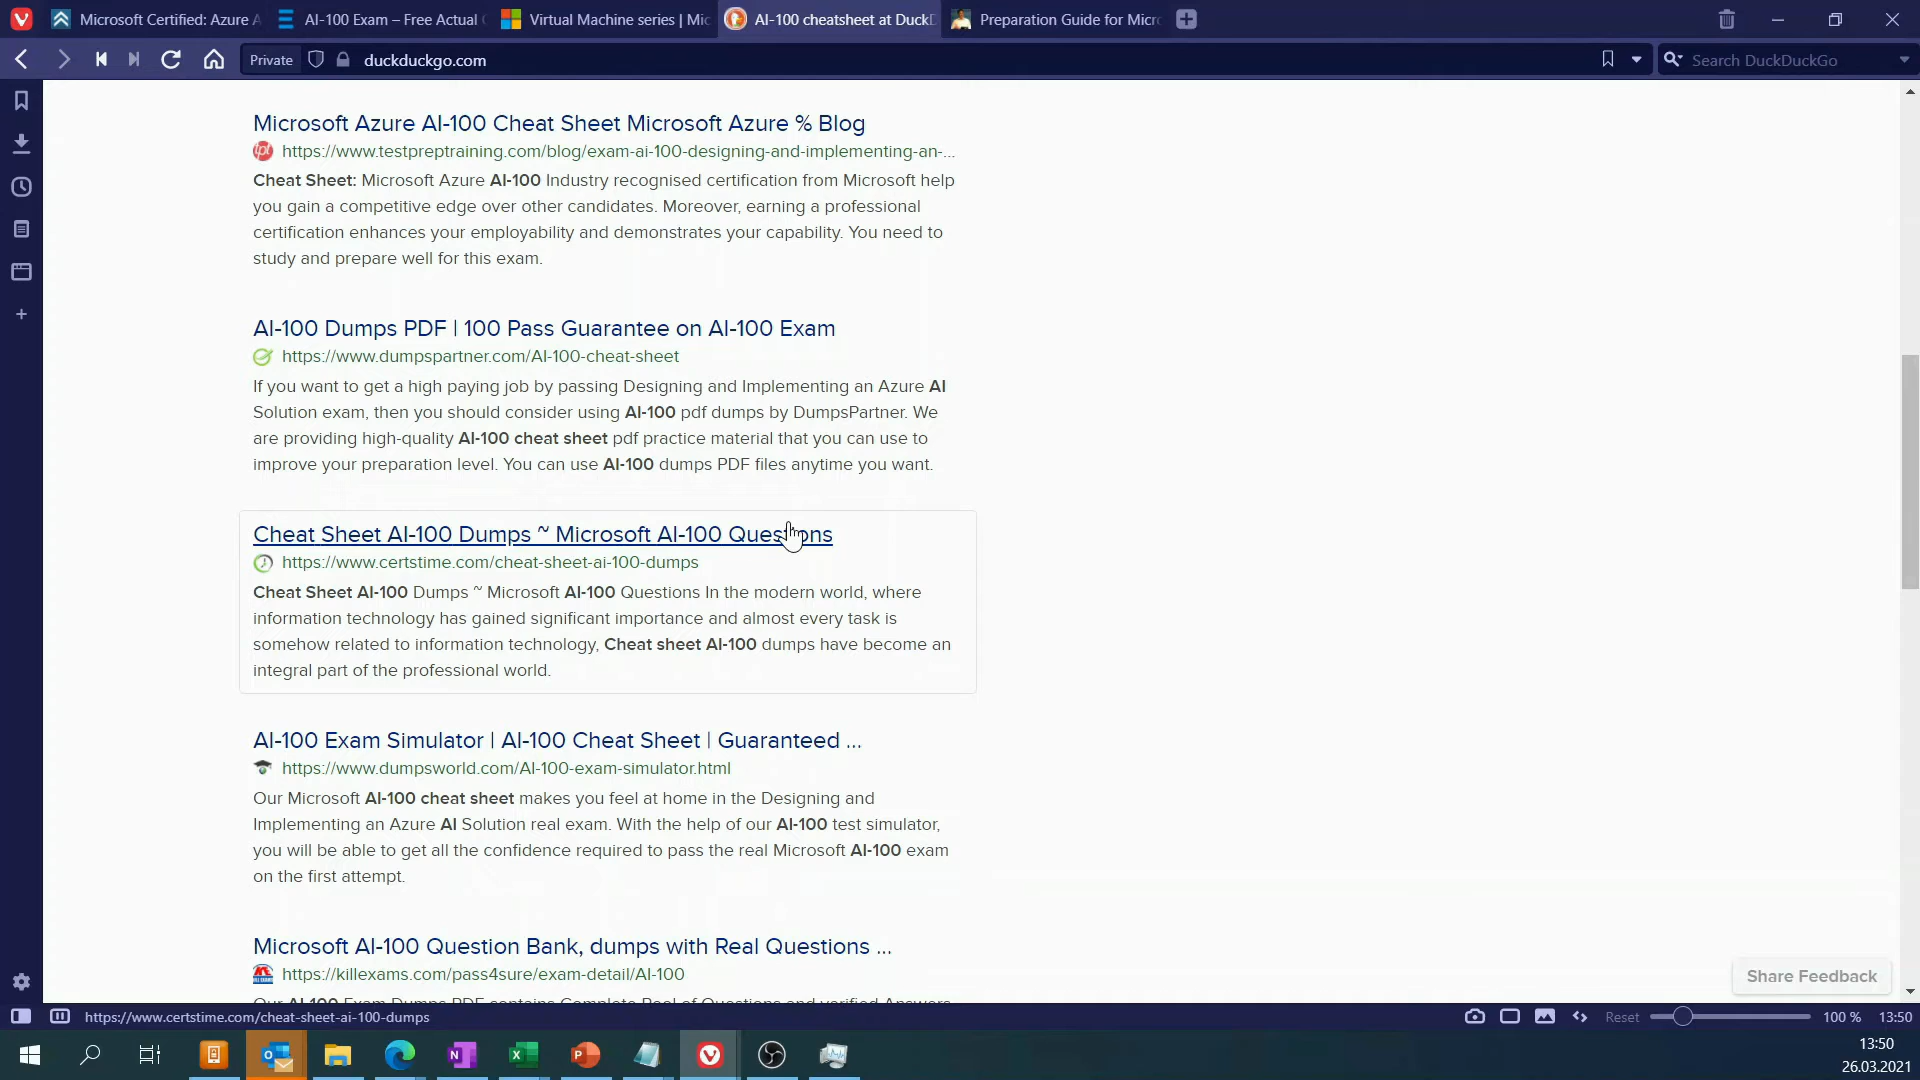 Microsoft Certified: Azure A
AI-100 Exam – Free Actual
Virtual Machine series | Mic
AI-100 cheatsheet at DuckD
Preparation Guide for Micro
Private
duckduckgo.com
Search DuckDuckGo
Microsoft Azure AI-100 Cheat Sheet Microsoft Azure % Blog
https://www.testpreptraining.com/blog/exam-ai-100-designing-and-implementing-an-...
Cheat Sheet: Microsoft Azure AI-100 Industry recognised certification from Microsoft help
you gain a competitive edge over other candidates. Moreover, earning a professional
certification enhances your employability and demonstrates your capability. You need to
study and prepare well for this exam.
AI-100 Dumps PDF | 100 Pass Guarantee on AI-100 Exam
https://www.dumpspartner.com/AI-100-cheat-sheet
If you want to get a high paying job by passing Designing and Implementing an Azure AI
Solution exam, then you should consider using AI-100 pdf dumps by DumpsPartner. We
are providing high-quality AI-100 cheat sheet pdf practice material that you can use to
improve your preparation level. You can use AI-100 dumps PDF files anytime you want.
Cheat Sheet AI-100 Dumps ~ Microsoft AI-100 Questions
https://www.certstime.com/cheat-sheet-ai-100-dumps
Cheat Sheet AI-100 Dumps ~ Microsoft AI-100 Questions In the modern world, where
information technology has gained significant importance and almost every task is
somehow related to information technology, Cheat sheet AI-100 dumps have become an
integral part of the professional world.
AI-100 Exam Simulator | AI-100 Cheat Sheet | Guaranteed ...
https://www.dumpsworld.com/AI-100-exam-simulator.html
Our Microsoft AI-100 cheat sheet makes you feel at home in the Designing and
Implementing an Azure AI Solution real exam. With the help of our AI-100 test simulator,
you will be able to get all the confidence required to pass the real Microsoft AI-100 exam
on the first attempt.
Microsoft AI-100 Question Bank, dumps with Real Questions ...
https://killexams.com/pass4sure/exam-detail/AI-100
Our AI-100 Exam Dumps PDF contains Complete Pool of Questions and verified Answers
Share Feedback
https://www.certstime.com/cheat-sheet-ai-100-dumps
Reset
100 %
13:50
13:50
26.03.2021